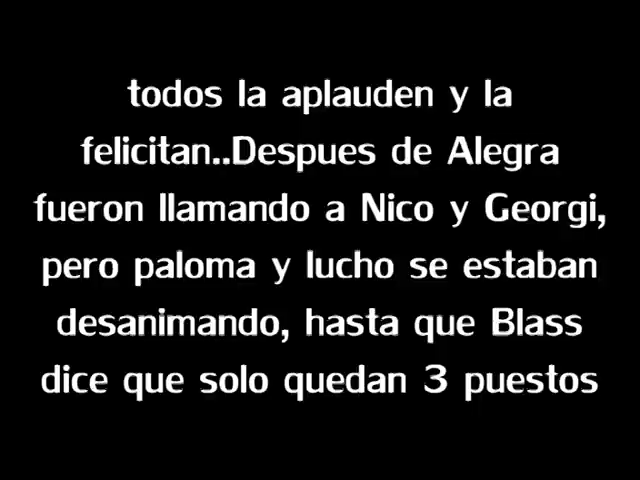 todos la aplauden y la
felicitan..Despues de Alegra
fueron llamando a Nico y Georgi,
pero paloma y lucho se estaban
desanimando, hasta que Blass
dice que solo quedan 3 puestos